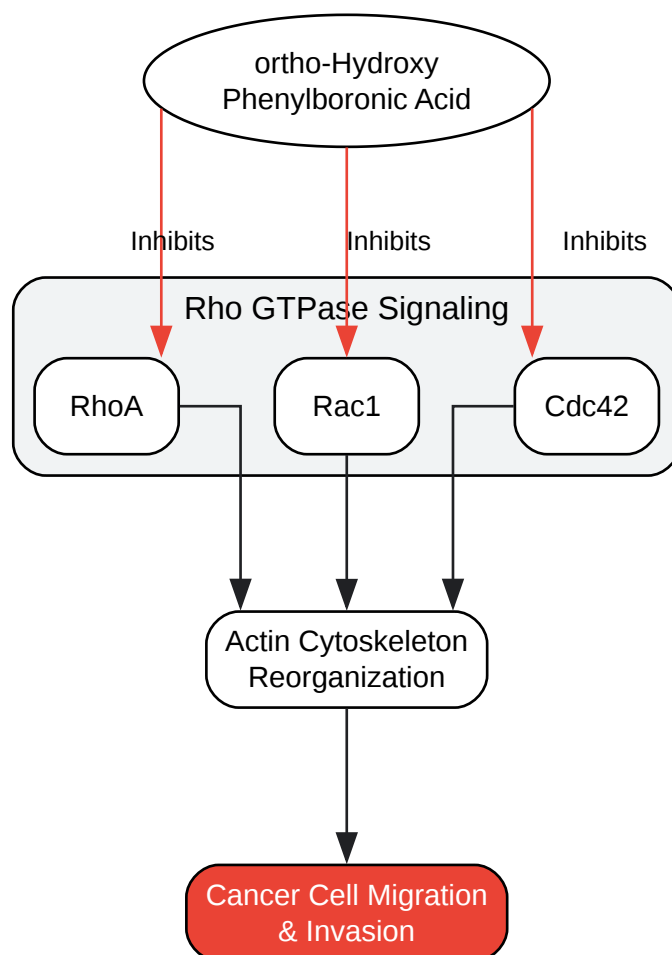 ortho-Hydroxy
Phenylboronic Acid
Inhibits
Inhibits
Inhibits
Rho GTPase Signaling
RhoA
Rac1
Cdc42
Actin Cytoskeleton
Reorganization
Cancer Cell Migration
& Invasion